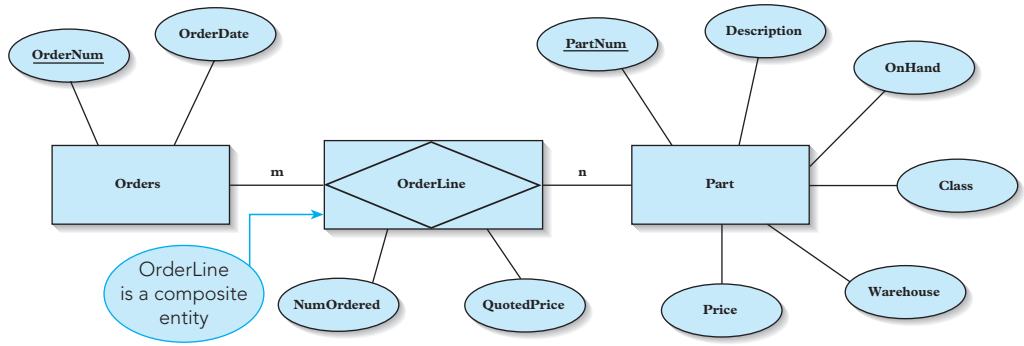 OrderNum
OrderDate
PartNum
Description
OnHand
Orders
m
OrderLine
n
Part
Class
OrderLine
is a composite
entity
NumOrdered
QuotedPrice
Price
Warehouse